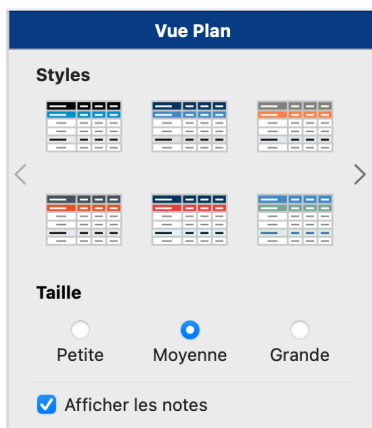 Vue Plan
Styles
Taille
Petite Moyenne Grande
Afficher les notes